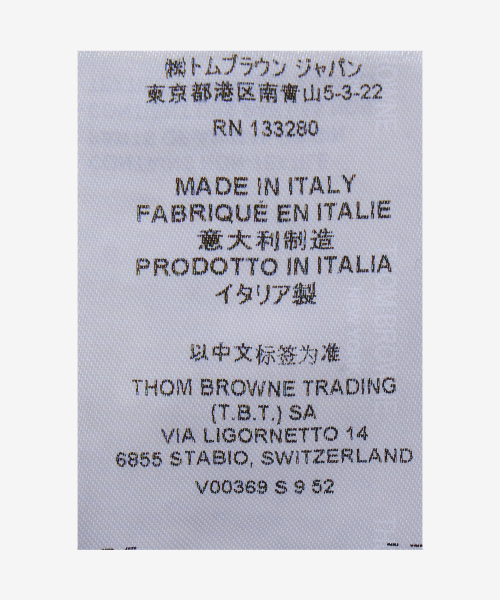 ㈱トムブラウン ジャパン
東京都港区南青山5-3-22
RN 133280
MADE IN ITALY
FABRIQUÉ EN ITALIE
意大利制造
PRODOTTO IN ITALIA
イタリア製
以中文标签为准
THOM BROWNE TRADING
(T.B.T.) SA
VIA LIGORNETTO 14
6855 STABIO, SWITZERLAND
V00369 S 9 52